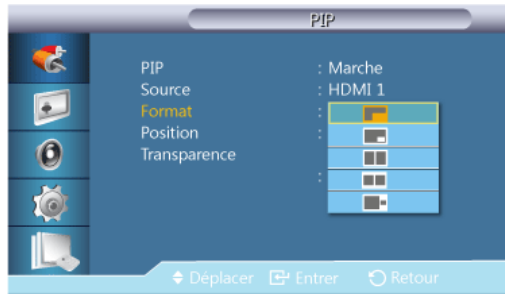 PIP
PIP : Marche
Source : HDMI 1
Format :
Position :
Transparence :
Déplacer Entrer Retour